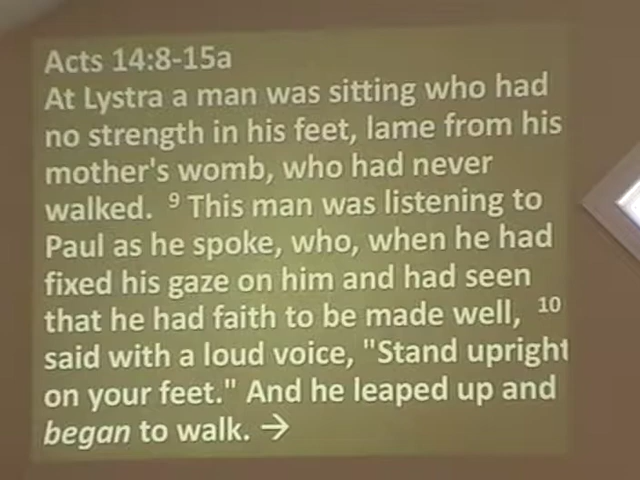 Acts 14:8-15a
At Lystra a man was sitting who had
no strength in his feet, lame from his
mother's womb, who had never
walked. ⁹ This man was listening to
Paul as he spoke, who, when he had
fixed his gaze on him and had seen
that he had faith to be made well, ¹⁰
said with a loud voice, "Stand upright
on your feet." And he leaped up and
began to walk. →